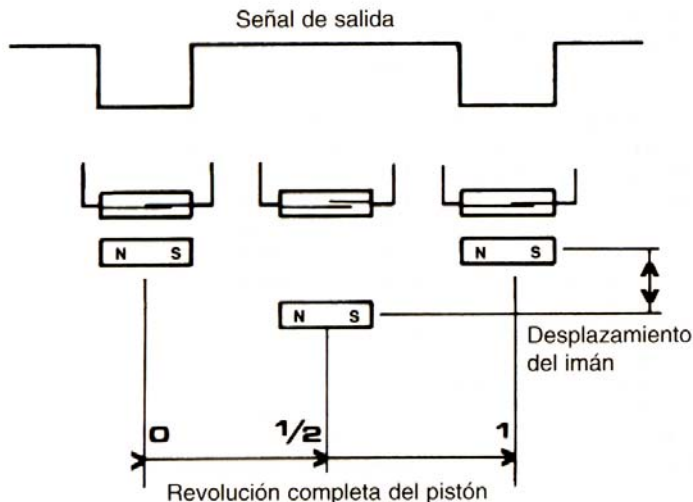 Señal de salida
N S
N S
N S
Desplazamiento
del imán
0 1/2 1
Revolución completa del pistón